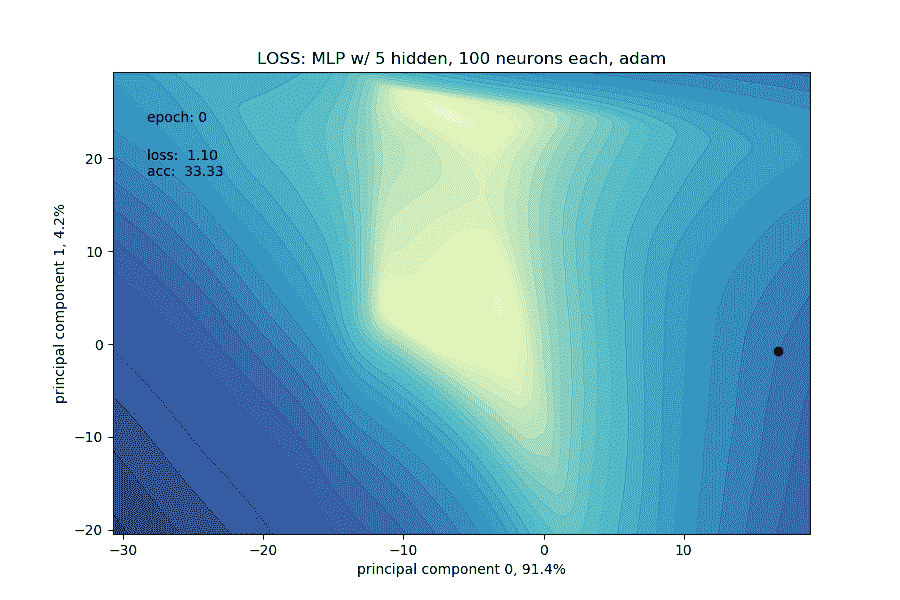 LOSS: MLP w/ 5 hidden, 100 neurons each, adam
epoch: 0
loss: 1.10
acc: 33.33
principal component 1, 4.2%
20
10
0
−10
−20
−30
−20
−10
0
10
principal component 0, 91.4%